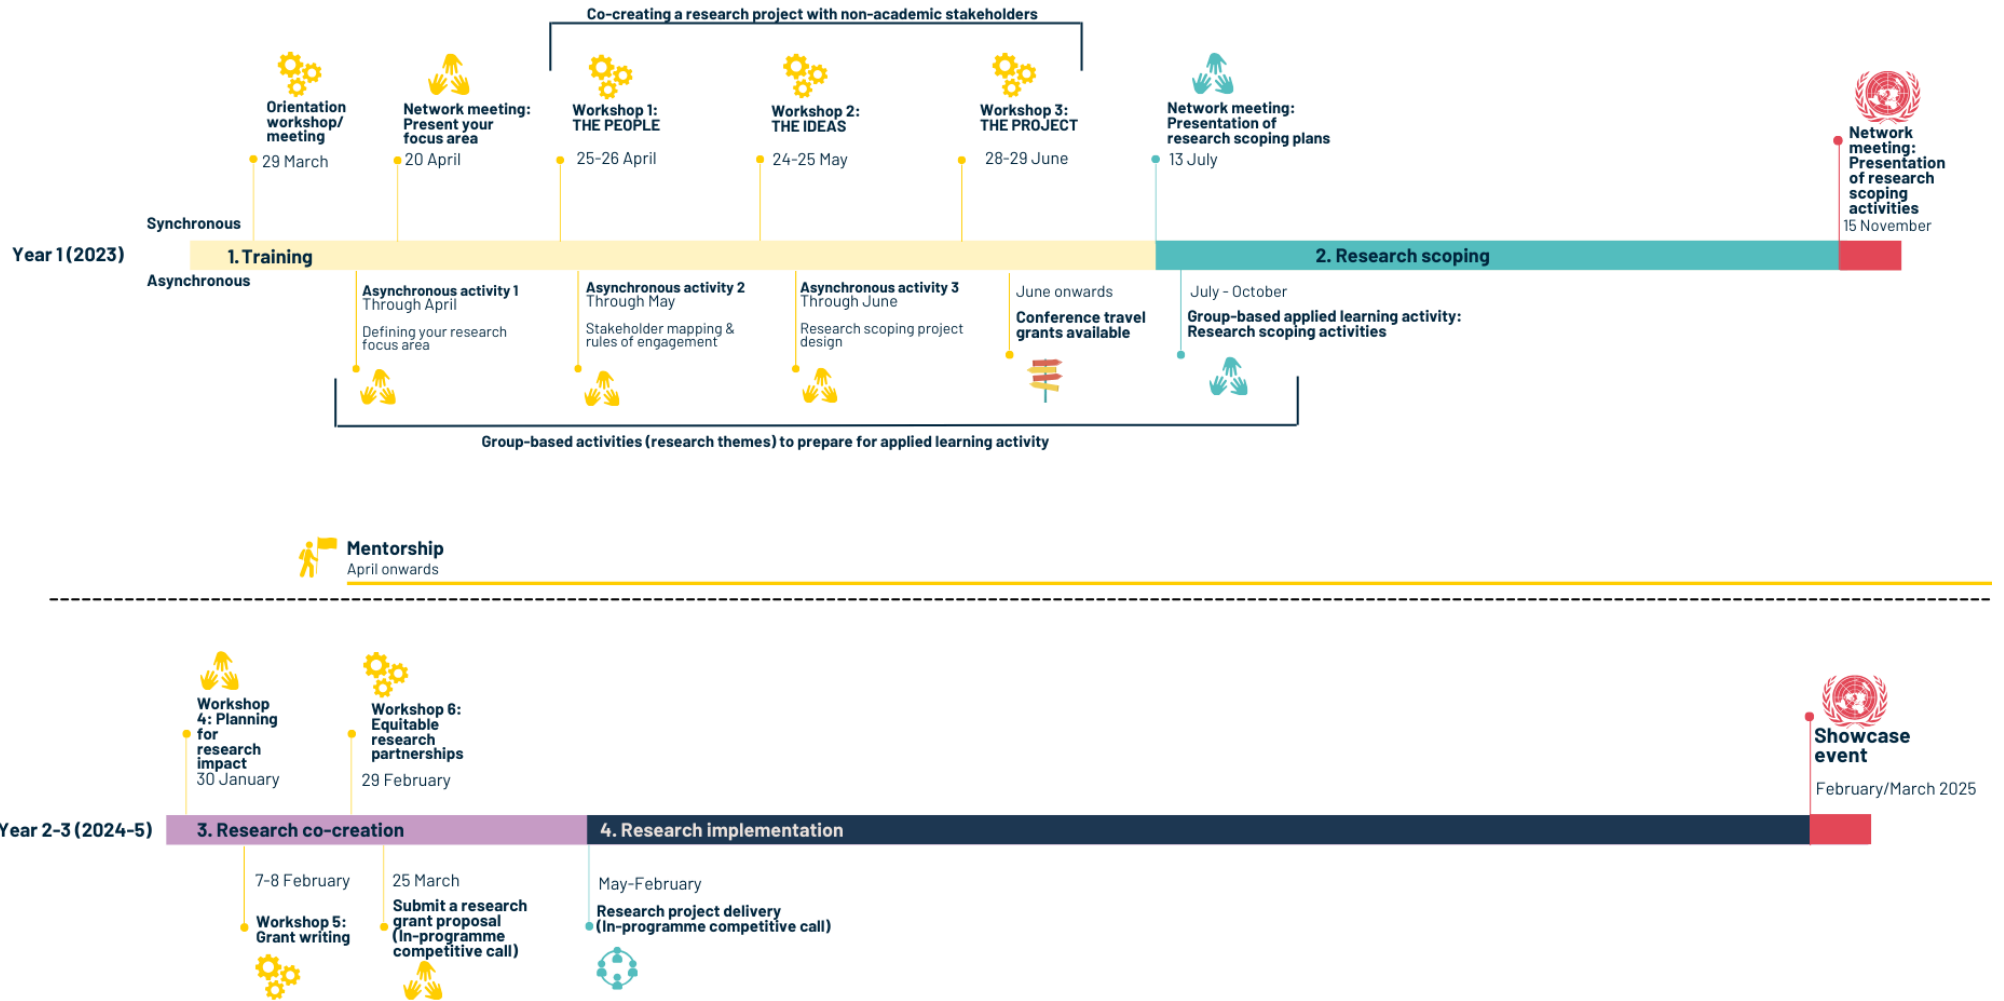 Co-creating a research project with non-academic stakeholders
Orientation
workshop/
meeting
29 March
Network meeting:
Present your
focus area
20 April
Workshop 1:
THE PEOPLE
25-26 April
Workshop 2:
THE IDEAS
24-25 May
Workshop 3:
THE PROJECT
28-29 June
Network meeting:
Presentation of
research scoping plans
13 July
Network
meeting:
Presentation
of research
scoping
activities
15 November
Synchronous
Year 1 (2023)
1. Training
2. Research scoping
Asynchronous
Asynchronous activity 1
Through April
Defining your research
focus area
Asynchronous activity 2
Through May
Stakeholder mapping &
rules of engagement
Asynchronous activity 3
Through June
Research scoping project
design
June onwards
Conference travel
grants available
July - October
Group-based applied learning activity:
Research scoping activities
Group-based activities (research themes) to prepare for applied learning activity
Mentorship
April onwards
Workshop
4: Planning
for
research
impact
30 January
Workshop 6:
Equitable
research
partnerships
29 February
Showcase
event
February/March 2025
Year 2-3 (2024-5)
3. Research co-creation
4. Research implementation
7-8 February
Workshop 5:
Grant writing
25 March
Submit a research
grant proposal
(In-programme
competitive call)
May-February
Research project delivery
(In-programme competitive call)